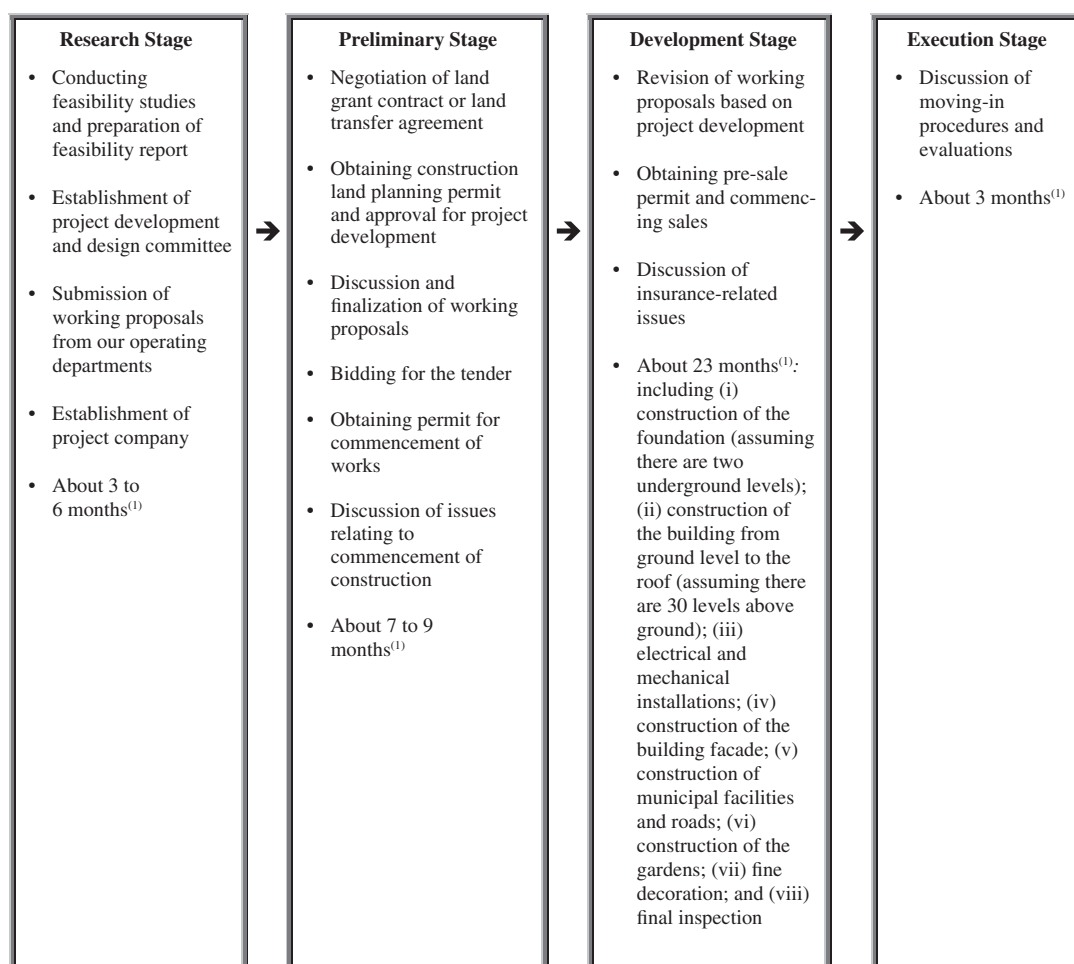 Research Stage
• Conducting
feasibility studies
and preparation of
feasibility report
• Establishment of
project development
and design committee
• Submission of
working proposals
from our operating
departments
• Establishment of
project company
• About 3 to
6 months(1)
Preliminary Stage
• Negotiation of land
grant contract or land
transfer agreement
• Obtaining construction
land planning permit
and approval for project
development
• Discussion and
finalization of working
proposals
• Bidding for the tender
• Obtaining permit for
commencement of
works
• Discussion of issues
relating to
commencement of
construction
• About 7 to 9
months(1)
Development Stage
• Revision of working
proposals based on
project development
• Obtaining pre-sale
permit and commenc-
ing sales
• Discussion of
insurance-related
issues
• About 23 months(1):
including (i)
construction of the
foundation (assuming
there are two
underground levels);
(ii) construction of
the building from
ground level to the
roof (assuming there
are 30 levels above
ground); (iii)
electrical and
mechanical
installations; (iv)
construction of the
building facade; (v)
construction of
municipal facilities
and roads; (vi)
construction of the
gardens; (vii) fine
decoration; and (viii)
final inspection
Execution Stage
• Discussion of
moving-in
procedures and
evaluations
• About 3 months(1)